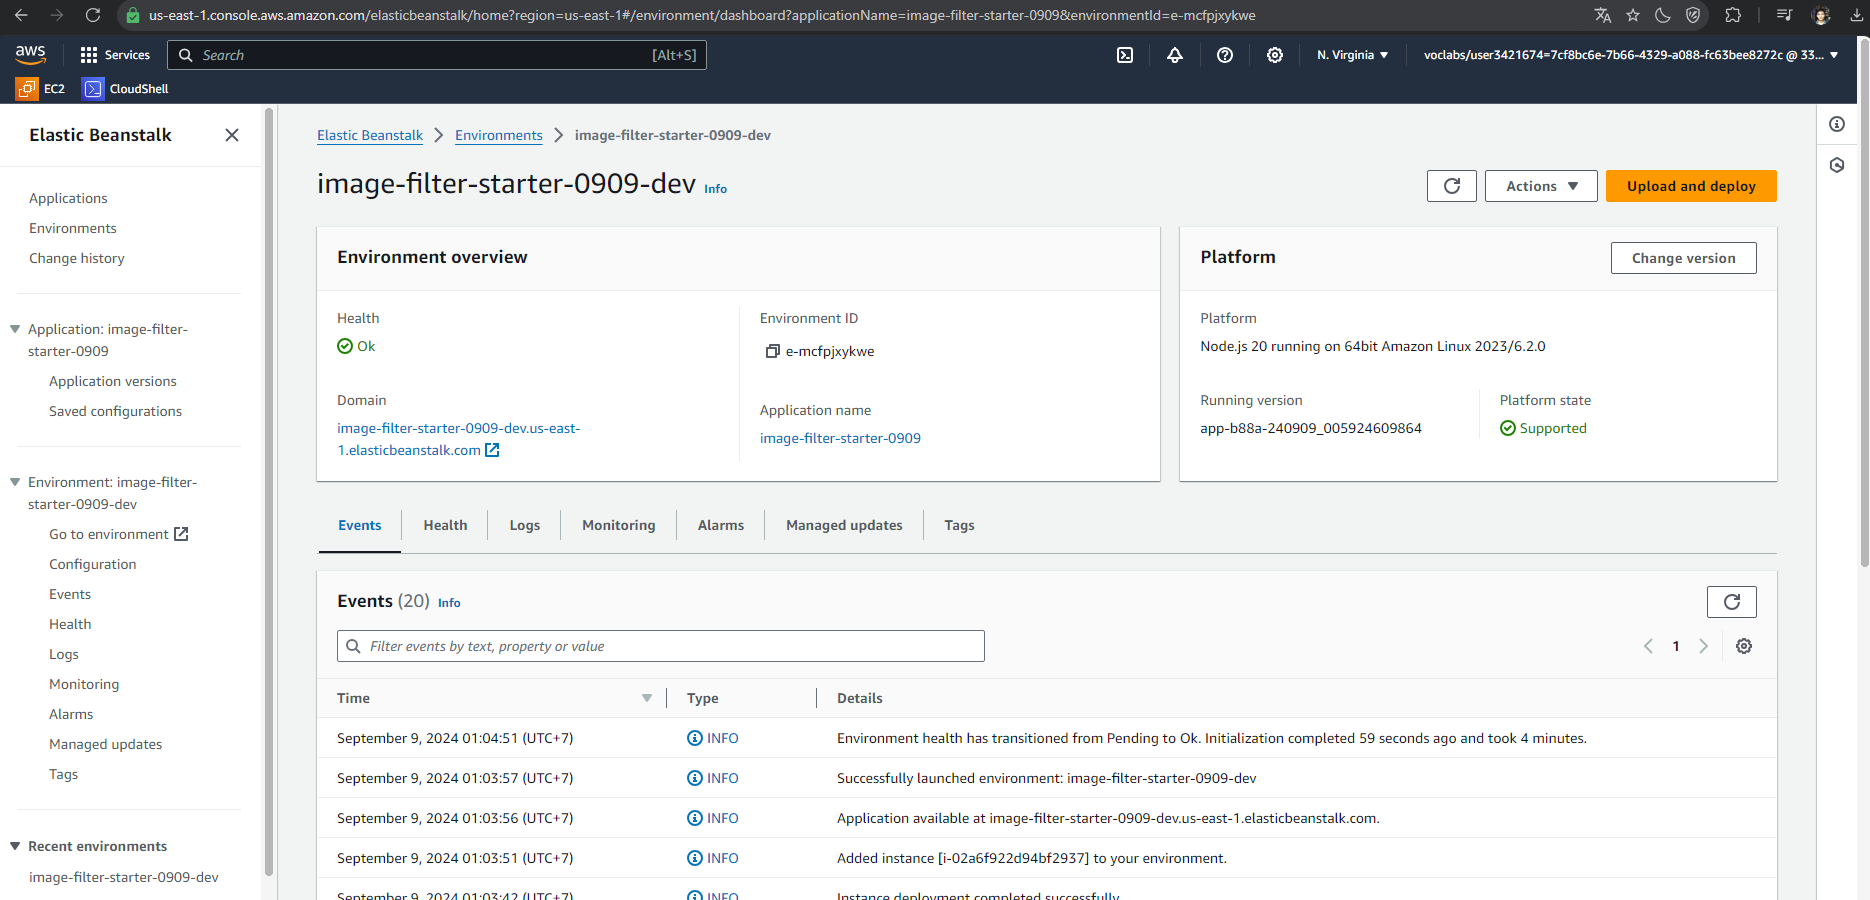 us-east-1.console.aws.amazon.com/elasticbeanstalk/home?region=us-east-1#/environment/dashboard?applicationName=image-filter-starter-0909&environmentId=e-mcfpjxykwe
aws
Services
Search
[Alt+S]
N. Virginia
voclabs/user3421674=7cf8bc6e-7b66-4329-a088-fc63bee8272c @ 33...
EC2
CloudShell
Elastic Beanstalk
Applications
Environments
Change history
Application: image-filter-
starter-0909
Application versions
Saved configurations
Environment: image-filter-
starter-0909-dev
Go to environment
Configuration
Events
Health
Logs
Monitoring
Alarms
Managed updates
Tags
Recent environments
image-filter-starter-0909-dev
Elastic Beanstalk
Environments
image-filter-starter-0909-dev
image-filter-starter-0909-dev Info
Actions
Upload and deploy
Environment overview
Health
Ok
Environment ID
e-mcfpjxykwe
Domain
image-filter-starter-0909-dev.us-east-
1.elasticbeanstalk.com
Application name
image-filter-starter-0909
Platform
Change version
Platform
Node.js 20 running on 64bit Amazon Linux 2023/6.2.0
Running version
app-b88a-240909_005924609864
Platform state
Supported
Events
Health
Logs
Monitoring
Alarms
Managed updates
Tags
Events (20) Info
Filter events by text, property or value
1
Time
Type
Details
September 9, 2024 01:04:51 (UTC+7) INFO Environment health has transitioned from Pending to Ok. Initialization completed 59 seconds ago and took 4 minutes.
September 9, 2024 01:03:57 (UTC+7) INFO Successfully launched environment: image-filter-starter-0909-dev
September 9, 2024 01:03:56 (UTC+7) INFO Application available at image-filter-starter-0909-dev.us-east-1.elasticbeanstalk.com.
September 9, 2024 01:03:51 (UTC+7) INFO Added instance [i-02a6f922d94bf2937] to your environment.
September 9, 2024 01:03:42 (UTC+7) INFO Instance deployment completed successfully.